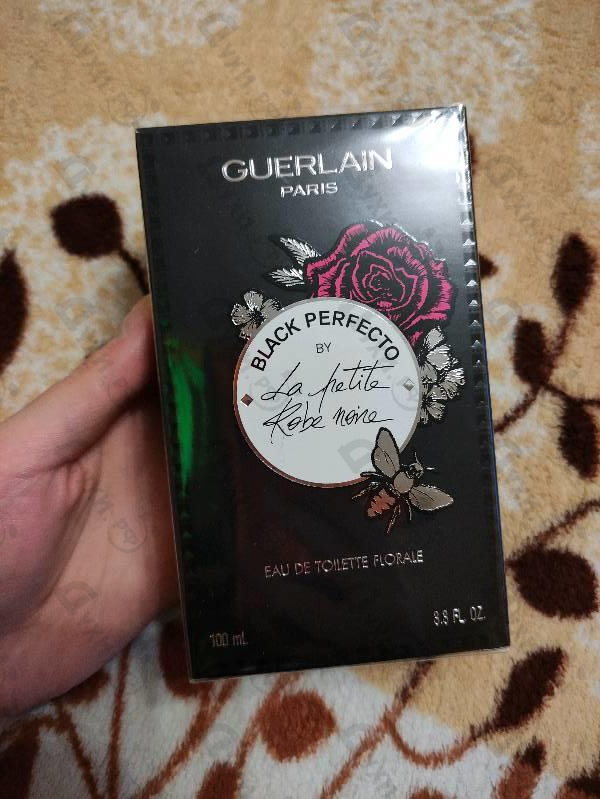 GUERLAIN
PARIS
BLACK PERFECTO
BY
La petite
Robe noire
EAU DE TOILETTE FLORALE
100 mL
3.3 FL. OZ.